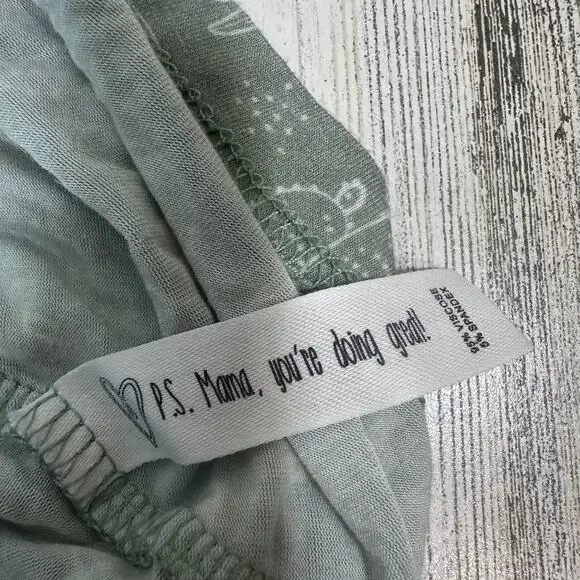 P.S. Mama, you're doing great!
95% VISCOSE
5% SPANDEX